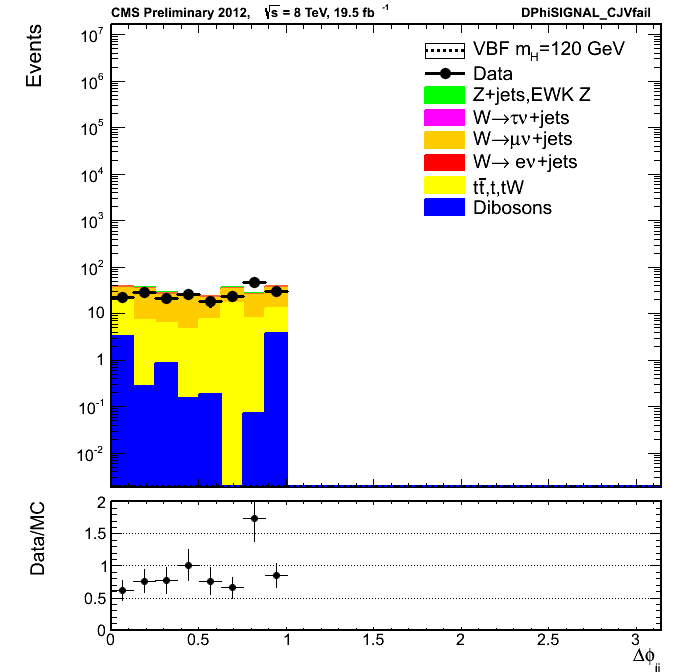 CMS Preliminary 2012, √s = 8 TeV, 19.5 fb⁻¹ DPhiSIGNAL_CJVfail
Events
10⁷
10⁶
10⁵
10⁴
10³
10²
10
1
10⁻¹
10⁻²
VBF m_H=120 GeV
Data
Z+jets,EWK Z
W→τν+jets
W→μν+jets
W→ eν+jets
tt̄,t,tW
Dibosons
Data/MC
2
1.5
1
0.5
0
0 0.5 1 1.5 2 2.5 3
Δϕ_jj